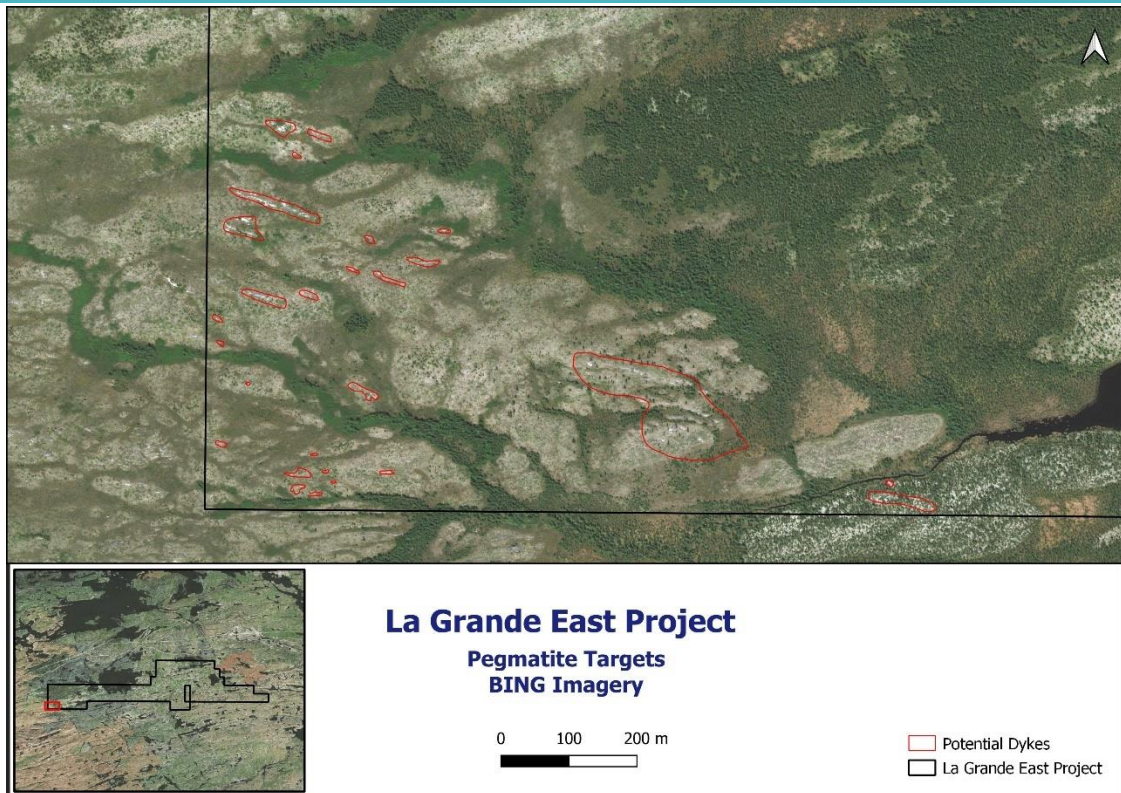 La Grande East Project
Pegmatite Targets
BING Imagery
0 100 200 m
Potential Dykes
La Grande East Project